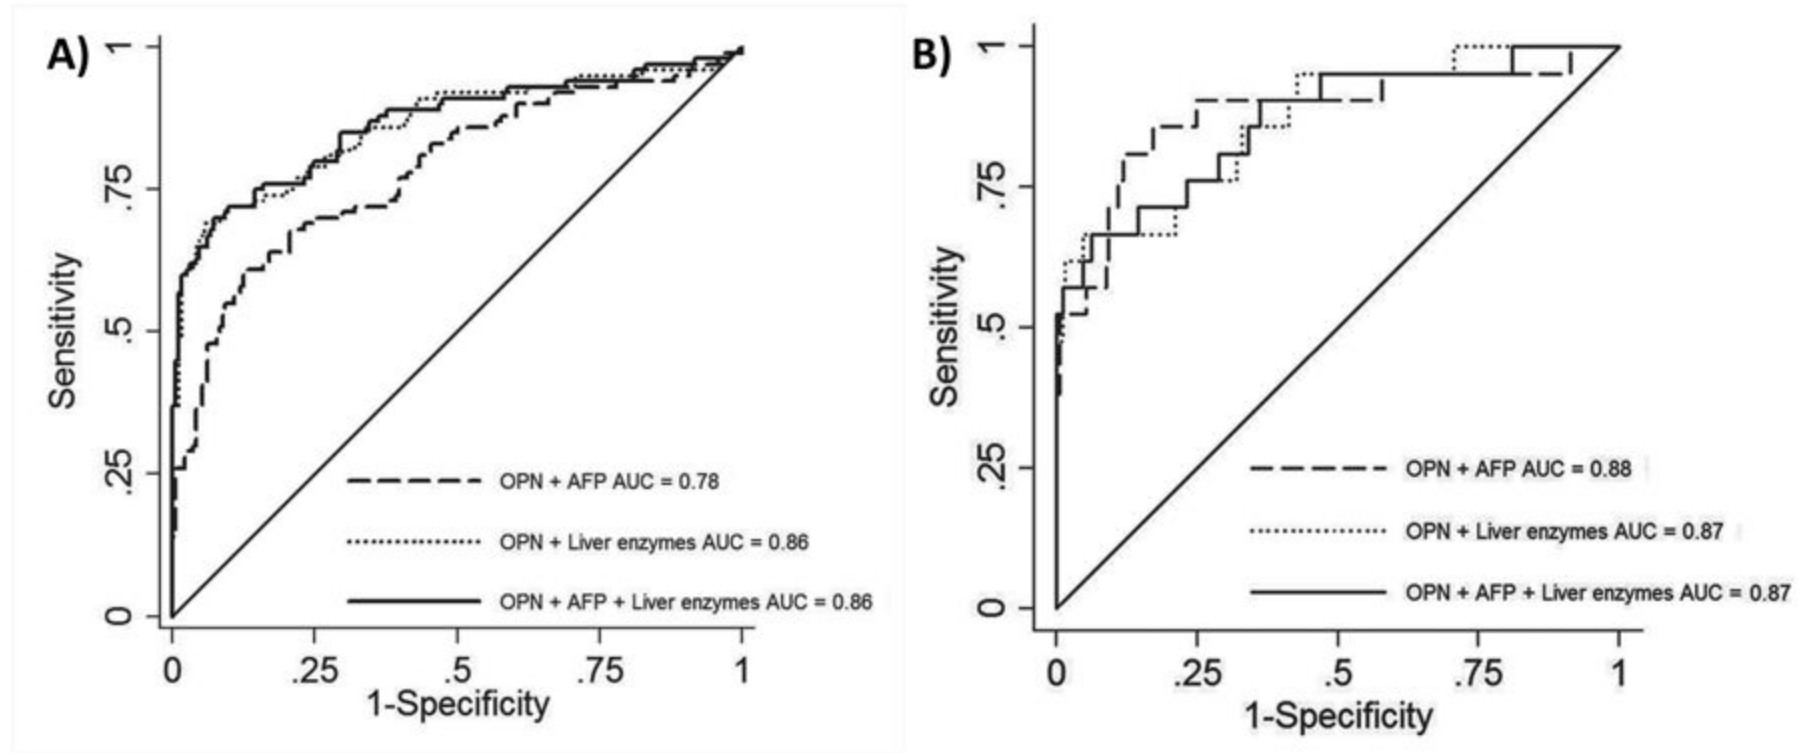 A)
Sensitivity
1
.75
.5
.25
0
OPN + AFP AUC = 0.78
OPN + Liver enzymes AUC = 0.86
OPN + AFP + Liver enzymes AUC = 0.86
0 .25 .5 .75 1
1-Specificity
B)
Sensitivity
1
.75
.5
.25
0
OPN + AFP AUC = 0.88
OPN + Liver enzymes AUC = 0.87
OPN + AFP + Liver enzymes AUC = 0.87
0 .25 .5 .75 1
1-Specificity